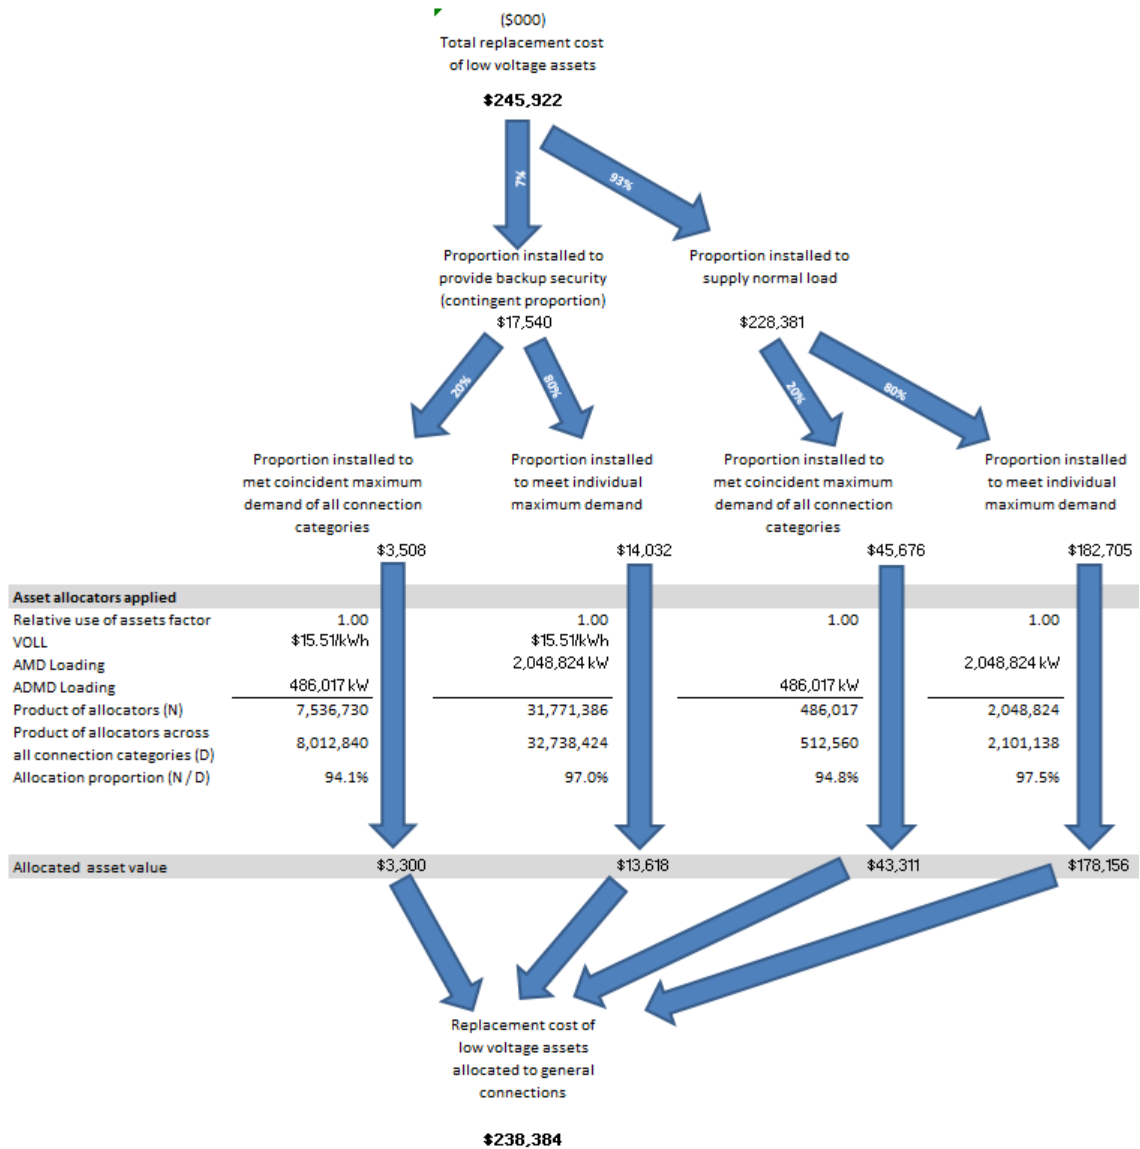 ($000)
Total replacement cost
of low voltage assets
$245,922
7%
93%
Proportion installed to
provide backup security
(contingent proportion)
$17,540
Proportion installed to
supply normal load
$228,381
20%
80%
20%
80%
Proportion installed to
met coincident maximum
demand of all connection
categories
$3,508
Proportion installed
to meet individual
maximum demand
$14,032
Proportion installed to
met coincident maximum
demand of all connection
categories
$45,676
Proportion installed
to meet individual
maximum demand
$182,705
Asset allocators applied
Relative use of assets factor 1.00 1.00 1.00 1.00
VOLL $15.51/kWh $15.51/kWh
AMD Loading 2,048,824 kW 2,048,824 kW
ADMD Loading 486,017 kW 486,017 kW
Product of allocators (N) 7,536,730 31,771,386 486,017 2,048,824
Product of allocators across
all connection categories (D) 8,012,840 32,738,424 512,560 2,101,138
Allocation proportion (N / D) 94.1% 97.0% 94.8% 97.5%
Allocated asset value $3,300 $13,618 $43,311 $178,156
Replacement cost of
low voltage assets
allocated to general
connections
$238,384